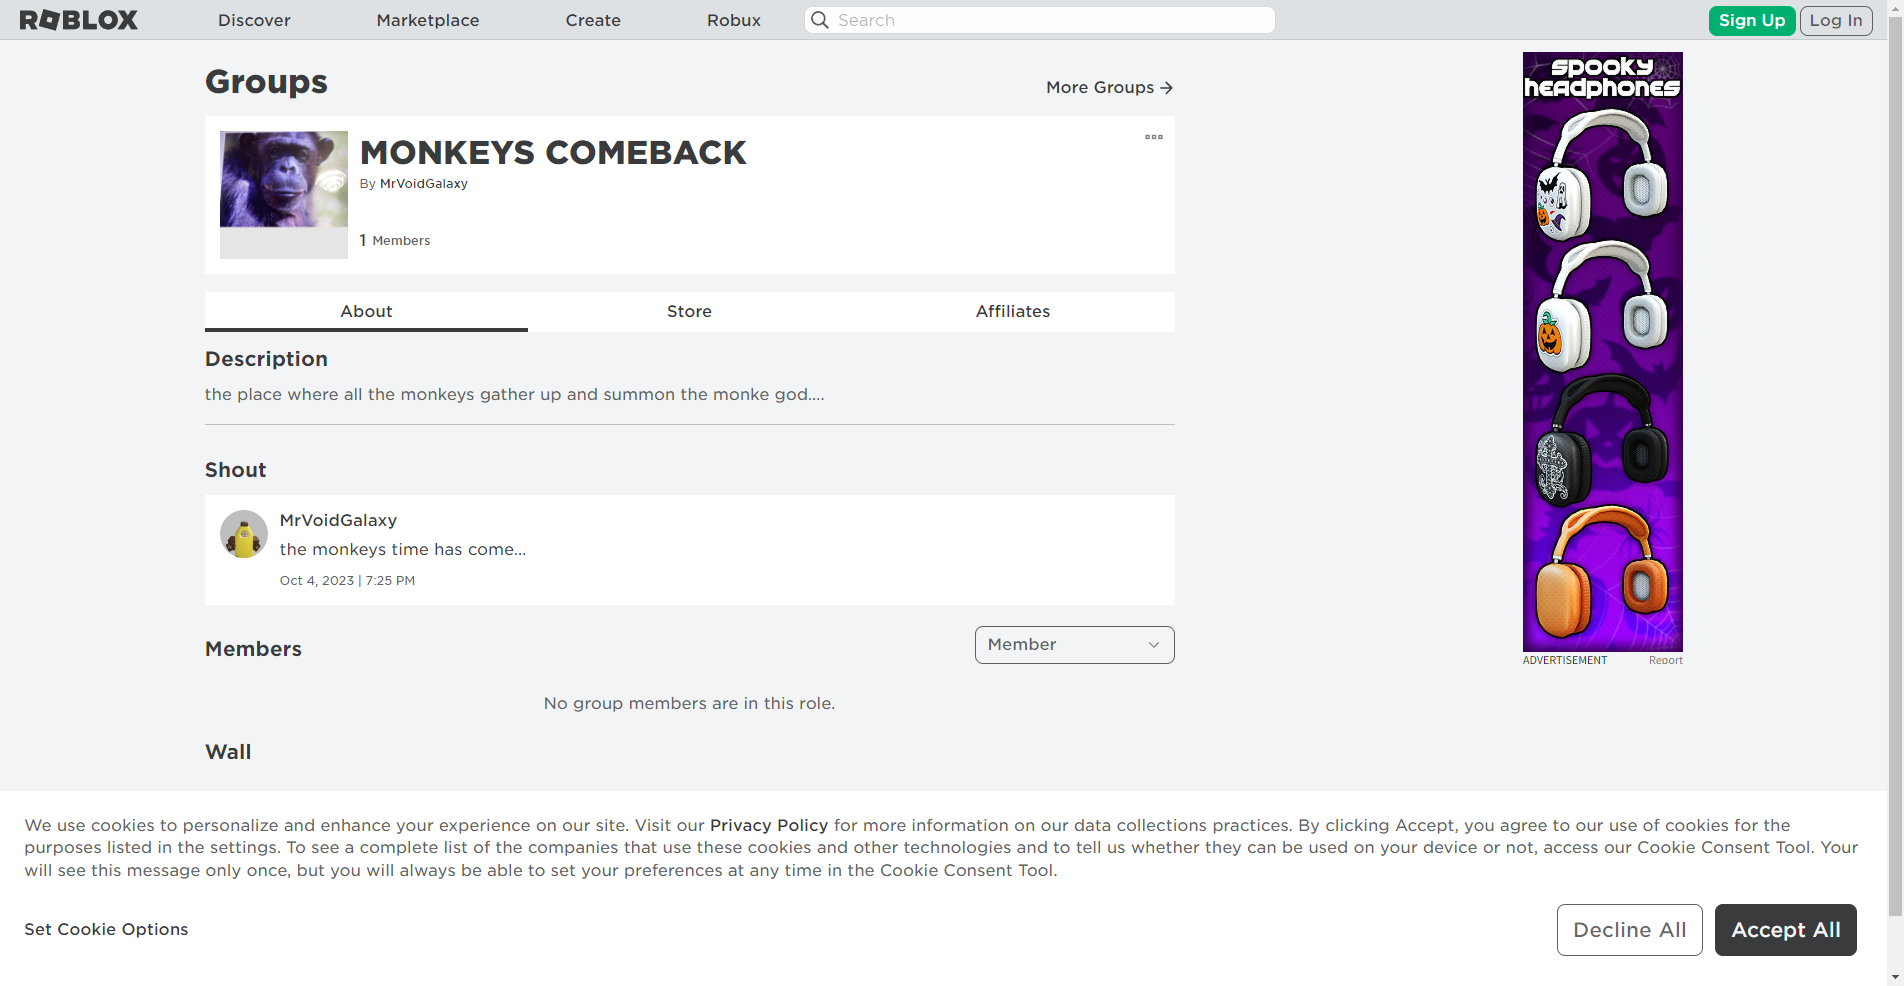 ROBLOX
Discover
Marketplace
Create
Robux
Search
Sign Up
Log In
Groups
More Groups
MONKEYS COMEBACK
By MrVoidGalaxy
1 Members
About
Store
Affiliates
Description
the place where all the monkeys gather up and summon the monke god....
Shout
MrVoidGalaxy
the monkeys time has come...
Oct 4, 2023 | 7:25 PM
Members
Member
No group members are in this role.
Wall
spooky
headphones
ADVERTISEMENT
Report
We use cookies to personalize and enhance your experience on our site. Visit our Privacy Policy for more information on our data collections practices. By clicking Accept, you agree to our use of cookies for the
purposes listed in the settings. To see a complete list of the companies that use these cookies and other technologies and to tell us whether they can be used on your device or not, access our Cookie Consent Tool. Your
will see this message only once, but you will always be able to set your preferences at any time in the Cookie Consent Tool.
Set Cookie Options
Decline All
Accept All